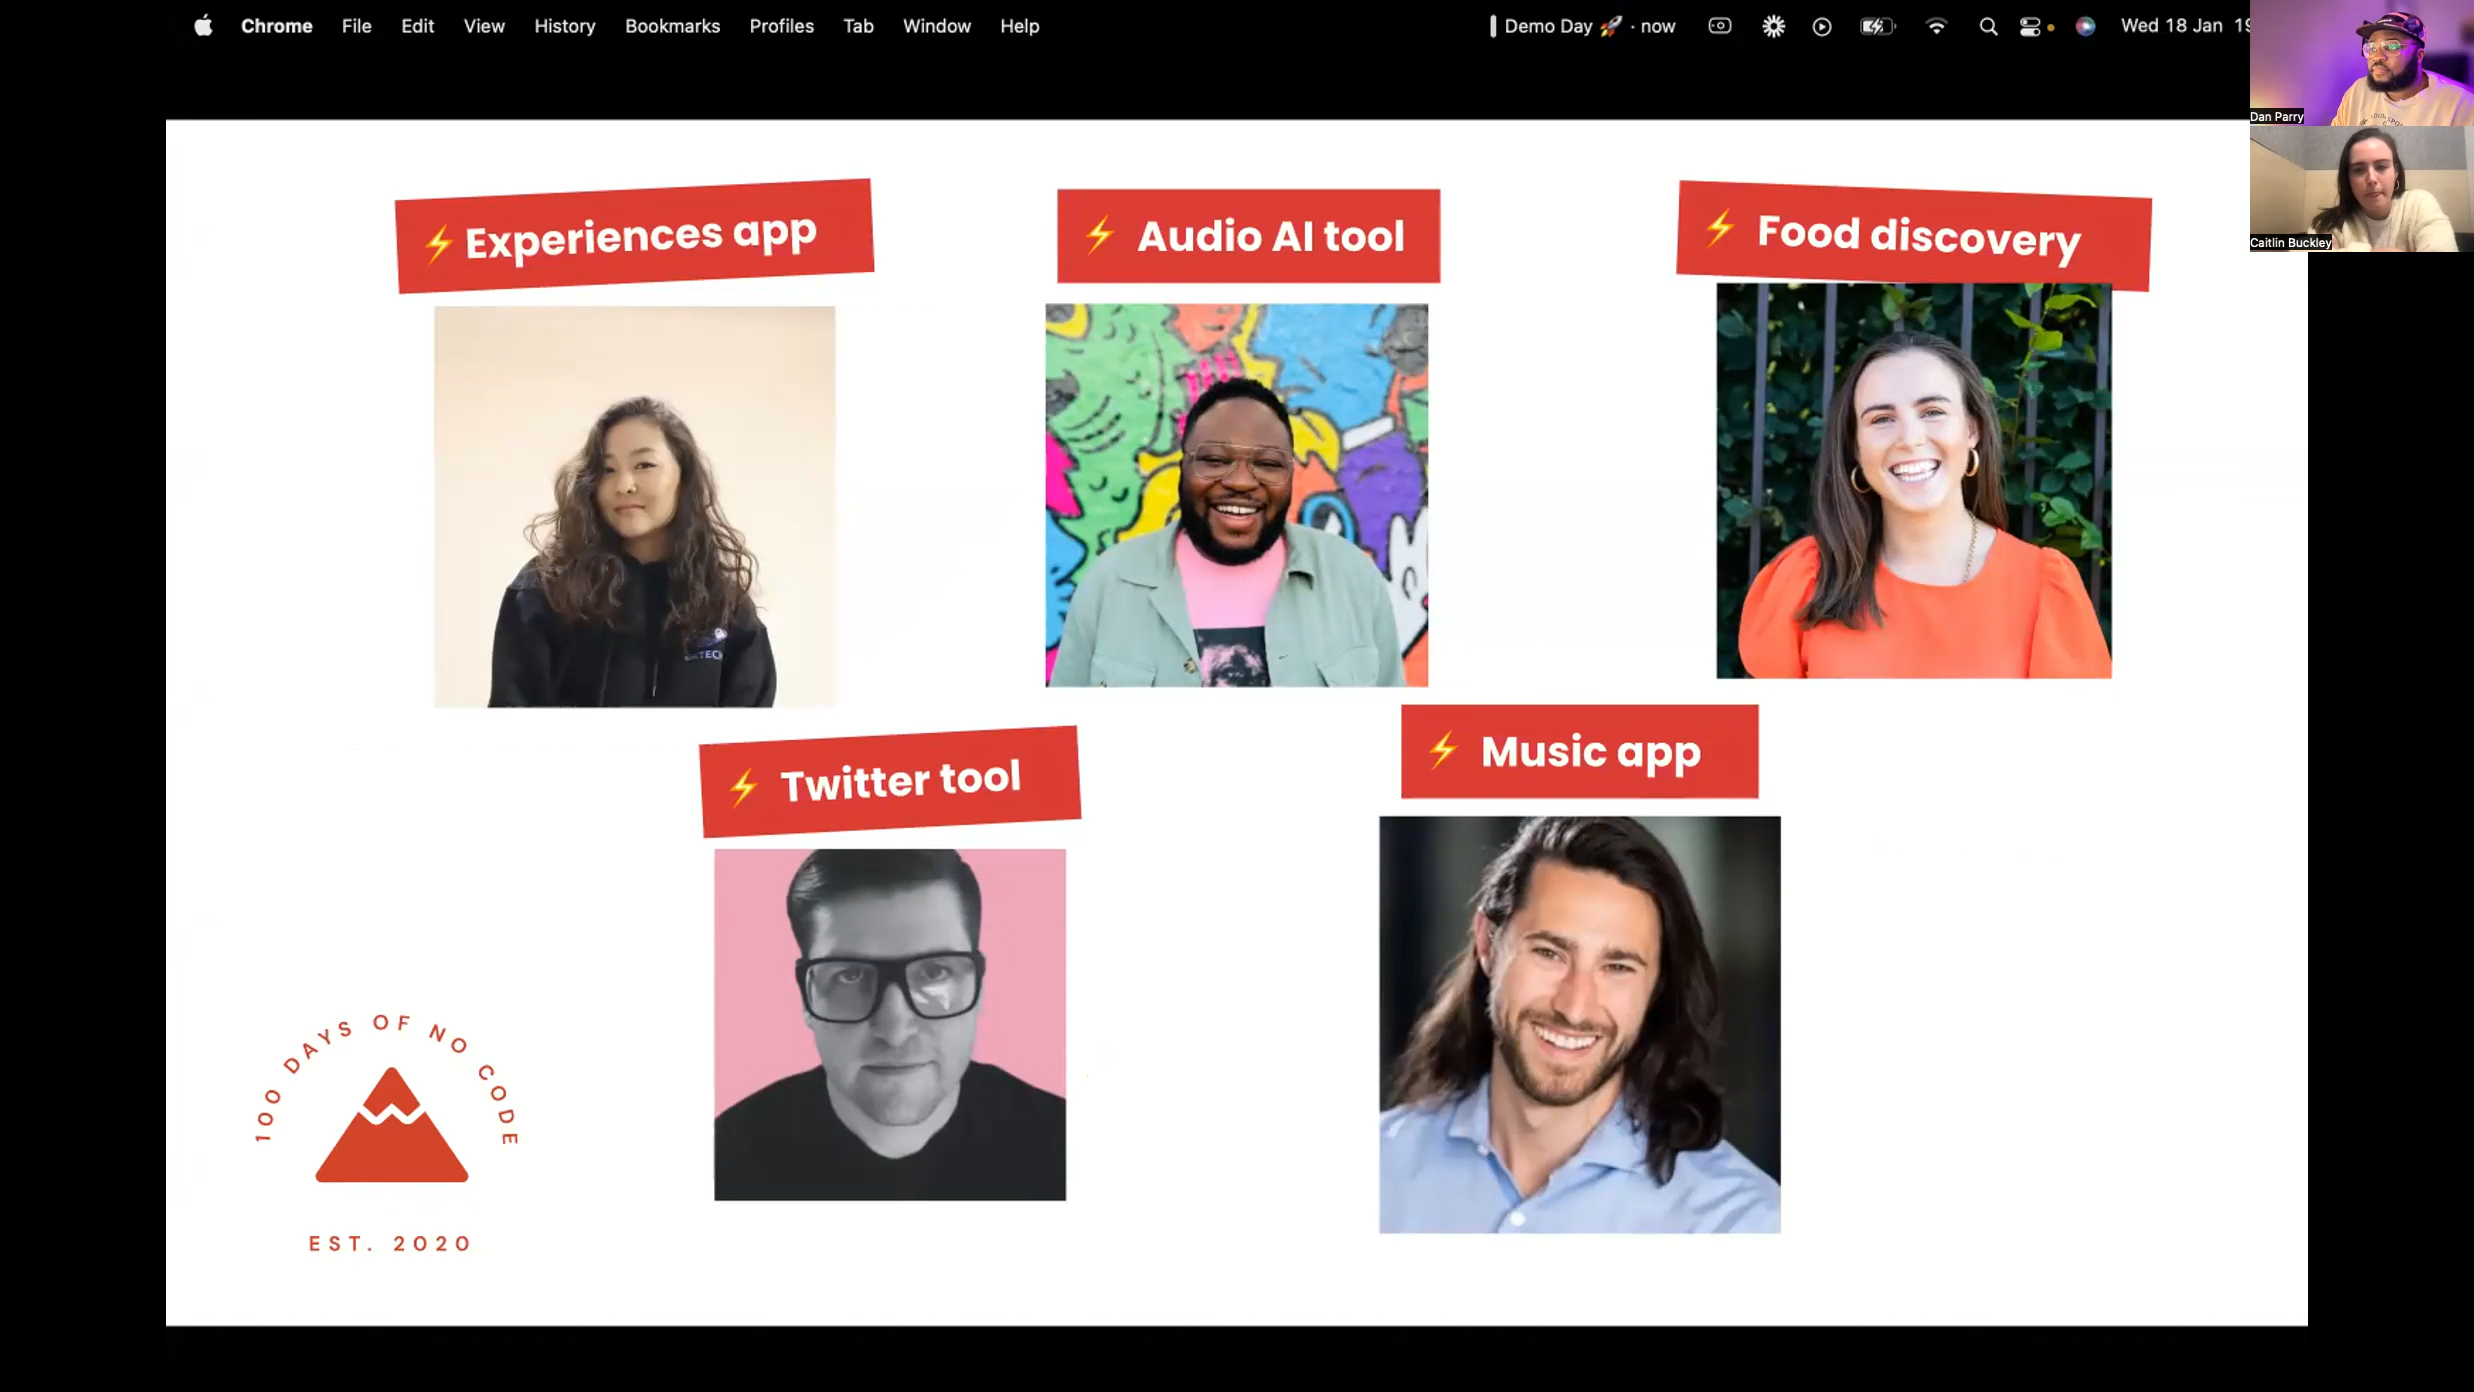 Chrome File Edit View History Bookmarks Profiles Tab Window Help
Demo Day 🚀 · now
Wed 18 Jan
Dan Parry
Caitlin Buckley
⚡ Experiences app
⚡ Audio AI tool
⚡ Food discovery
⚡ Twitter tool
⚡ Music app
100 DAYS OF NO CODE
EST. 2020